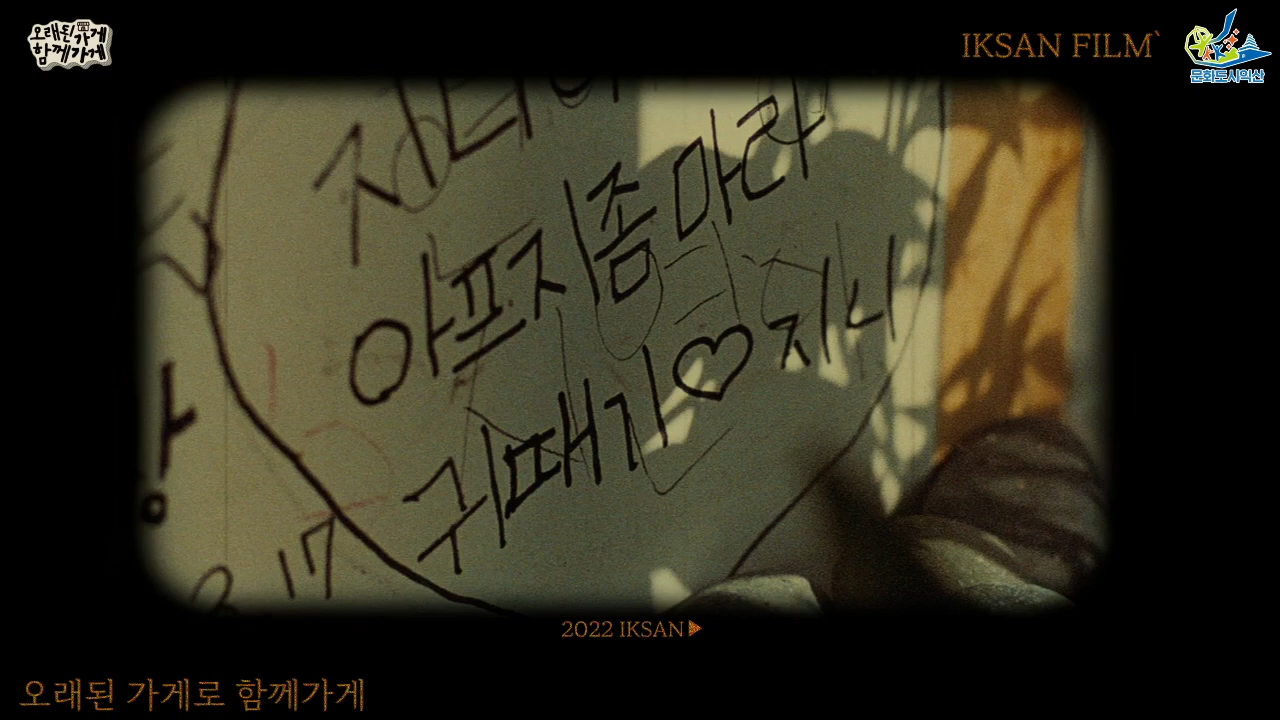 오래된 가게
함께가게
IKSAN FILM`
문화도시익산
아프지좀마라
귀때기♡지니
17
2022 IKSAN
오래된 가게로 함께가게